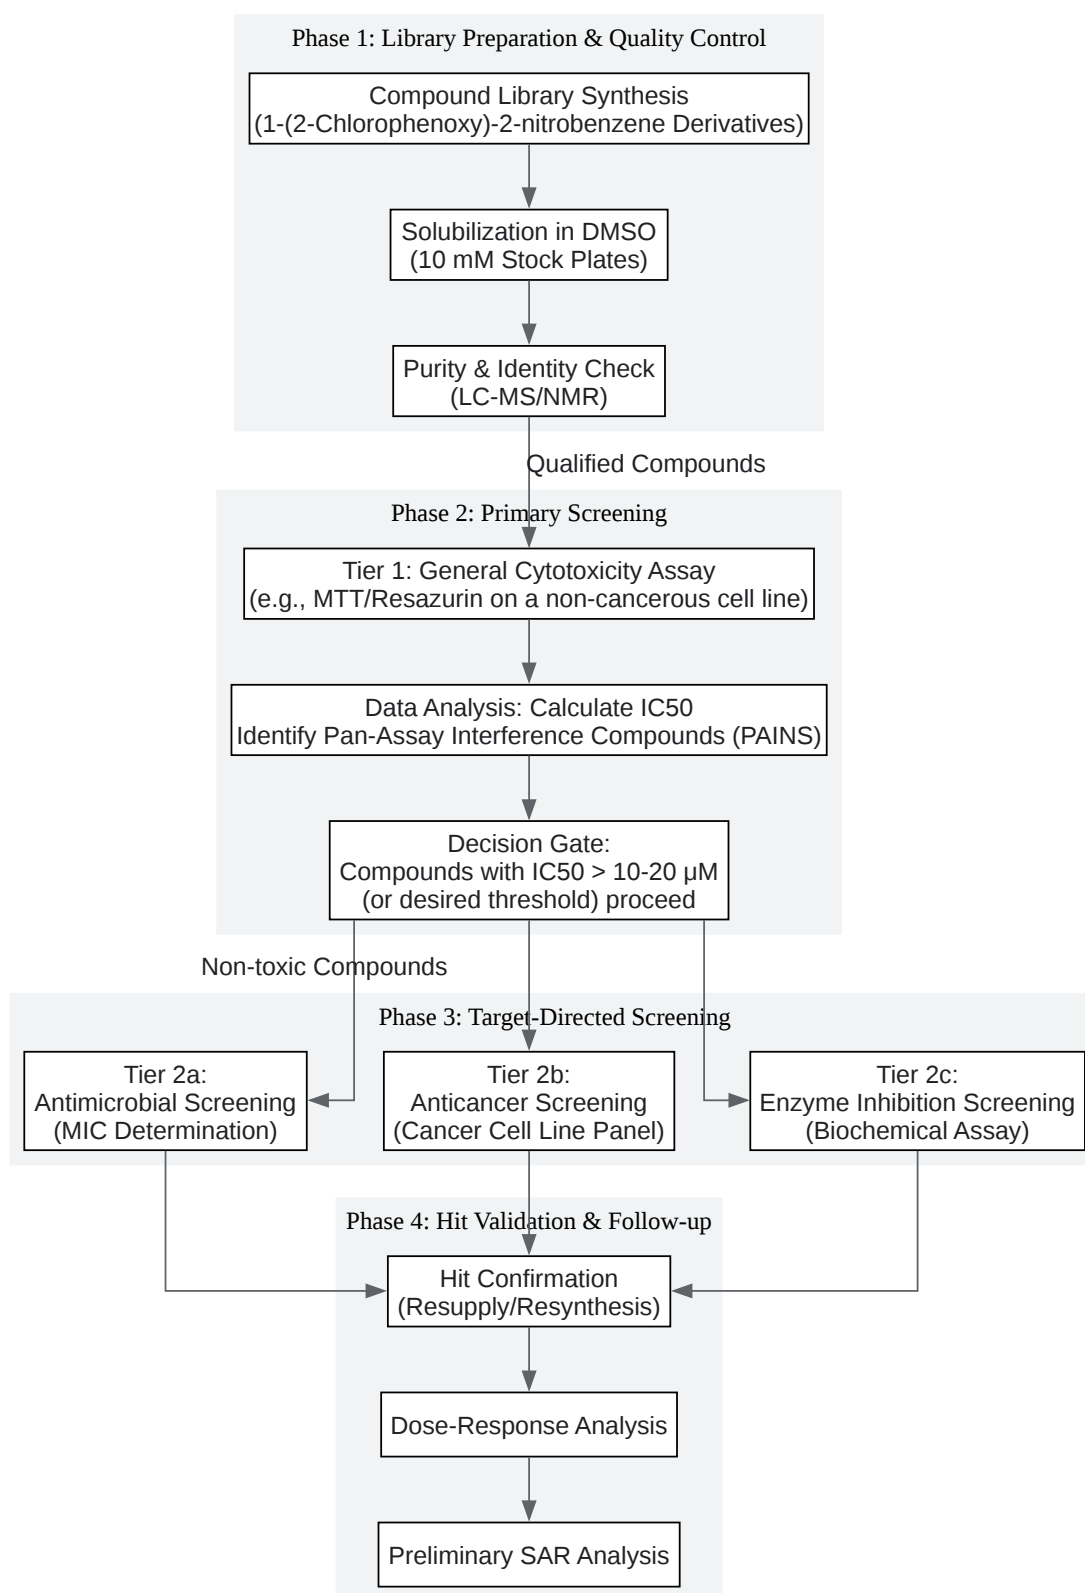 Phase 1: Library Preparation & Quality Control
Compound Library Synthesis
(1-(2-Chlorophenoxy)-2-nitrobenzene Derivatives)
Solubilization in DMSO
(10 mM Stock Plates)
Purity & Identity Check
(LC-MS/NMR)
Qualified Compounds
Phase 2: Primary Screening
Tier 1: General Cytotoxicity Assay
(e.g., MTT/Resazurin on a non-cancerous cell line)
Data Analysis: Calculate IC50
Identify Pan-Assay Interference Compounds (PAINS)
Decision Gate:
Compounds with IC50 > 10-20 μM
(or desired threshold) proceed
Non-toxic Compounds
Phase 3: Target-Directed Screening
Tier 2a:
Antimicrobial Screening
(MIC Determination)
Tier 2b:
Anticancer Screening
(Cancer Cell Line Panel)
Tier 2c:
Enzyme Inhibition Screening
(Biochemical Assay)
Phase 4: Hit Validation & Follow-up
Hit Confirmation
(Resupply/Resynthesis)
Dose-Response Analysis
Preliminary SAR Analysis